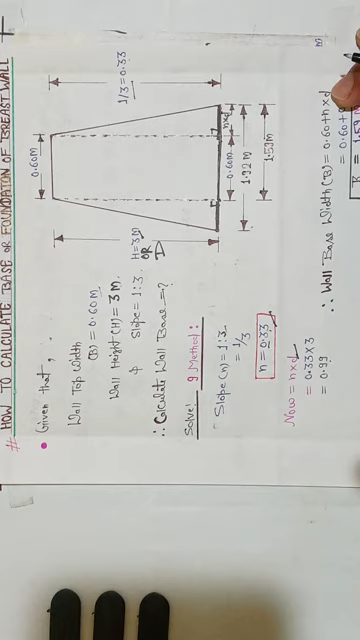 # HOW TO CALCULATE BASE OR FOUNDATION OF BREAST WALL
• Given that,
Wall Top Width
(B) = 0.60 M
Wall Height (H) = 3 M.
& Slope = 1:3.
∴ Calculate Wall Base = ?
Solve:
Slope (n) = 1:3.
= 1/3
n = 0.33
Now = n×d
= 0.33 × 3
= 0.99
∴ Wall Base Width (B) = 0.60 + n×d
= 0.60 +
1/3 = 0.33
0.60M
H = 3M
OR
D
n×d
0.60M
1.92 M
1.59M